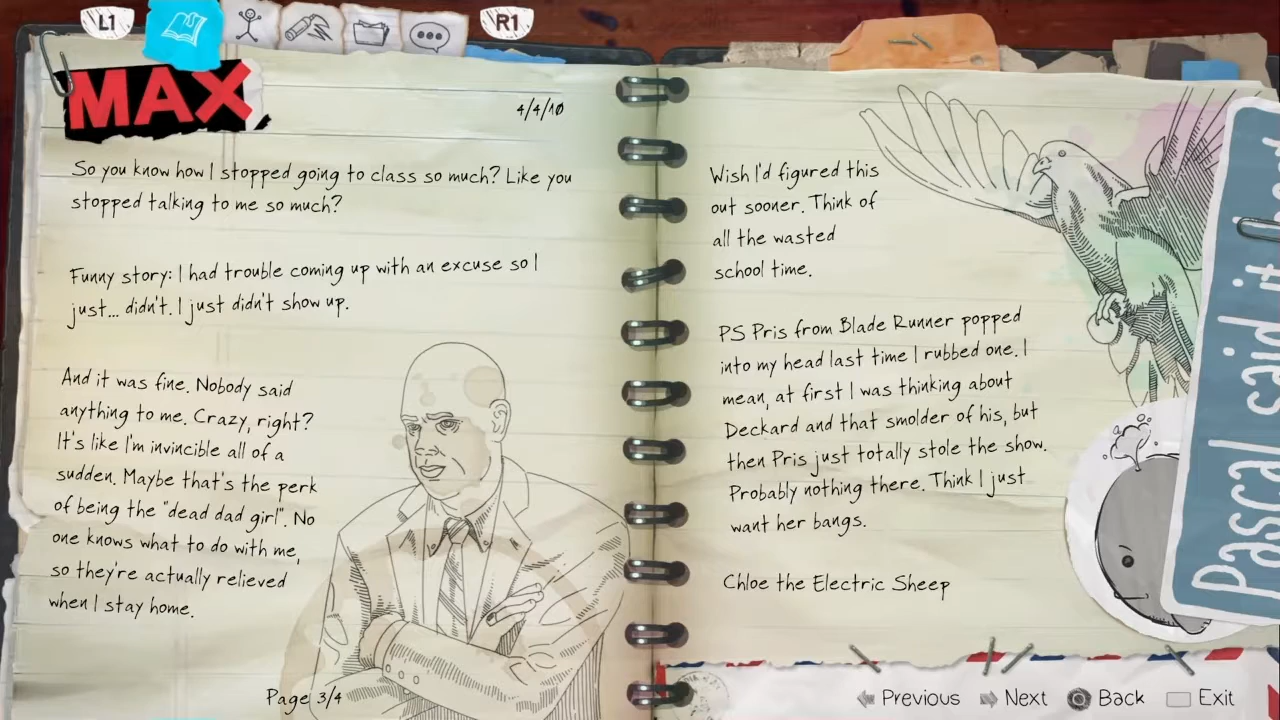 L1
R1
MAX
4/4/10
So you know how I stopped going to class so much? Like you
stopped talking to me so much?
Funny story: I had trouble coming up with an excuse so I
just... didn't. I just didn't show up.
And it was fine. Nobody said
anything to me. Crazy, right?
It's like I'm invincible all of a
sudden. Maybe that's the perk
of being the "dead dad girl". No
one knows what to do with me,
so they're actually relieved
when I stay home.
Page 3/4
Wish I'd figured this
out sooner. Think of
all the wasted
school time.
PS Pris from Blade Runner popped
into my head last time I rubbed one. I
mean, at first I was thinking about
Deckard and that smolder of his, but
then Pris just totally stole the show.
Probably nothing there. Think I just
want her bangs.
Chloe the Electric Sheep
Pascal said it
Previous
Next
Back
Exit